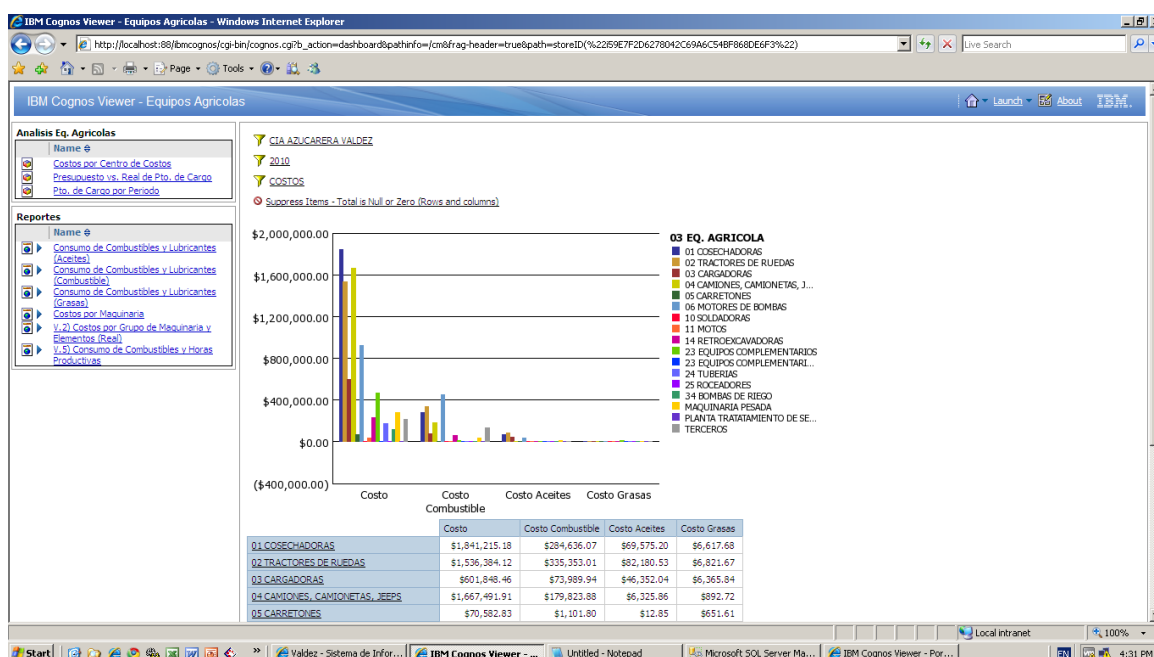 IBM Cognos Viewer - Equipos Agricolas - Windows Internet Explorer
http://localhost:88/ibmcognos/cgi-bin/cognos.cgi?b_action=dashboard&pathinfo=/cm&frag-header=true&path=storeID(%22i59E7F2D6278042C69A6C54BF868DE6F3%22)
Live Search
Page
Tools
IBM Cognos Viewer - Equipos Agricolas
Launch
About
IBM.
Analisis Eq. Agricolas
Name
Costos por Centro de Costos
Presupuesto vs. Real de Pto. de Cargo
Pto. de Cargo por Periodo
Reportes
Name
Consumo de Combustibles y Lubricantes
(Aceites)
Consumo de Combustibles y Lubricantes
(Combustible)
Consumo de Combustibles y Lubricantes
(Grasas)
Costos por Maquinaria
V.2) Costos por Grupo de Maquinaria y
Elementos (Real)
V.5) Consumo de Combustibles y Horas
Productivas
CIA AZUCARERA VALDEZ
2010
COSTOS
Suppress Items - Total is Null or Zero (Rows and columns)
$2,000,000.00
$1,600,000.00
$1,200,000.00
$800,000.00
$400,000.00
$0.00
($400,000.00)
Costo
Costo
Combustible
Costo Aceites
Costo Grasas
03 EQ. AGRICOLA
01 COSECHADORAS
02 TRACTORES DE RUEDAS
03 CARGADORAS
04 CAMIONES, CAMIONETAS, J...
05 CARRETONES
06 MOTORES DE BOMBAS
10 SOLDADORAS
11 MOTOS
14 RETROEXCAVADORAS
23 EQUIPOS COMPLEMENTARIOS
23 EQUIPOS COMPLEMENTARI...
24 TUBERIAS
25 ROCEADORES
34 BOMBAS DE RIEGO
MAQUINARIA PESADA
PLANTA TRATATAMIENTO DE SE...
TERCEROS
Costo Costo Combustible Costo Aceites Costo Grasas
01 COSECHADORAS $1,841,215.18 $284,636.07 $69,575.20 $6,617.68
02 TRACTORES DE RUEDAS $1,536,384.12 $335,353.01 $82,180.53 $6,821.67
03 CARGADORAS $601,848.46 $73,989.94 $46,352.04 $6,365.84
04 CAMIONES, CAMIONETAS, JEEPS $1,667,491.91 $179,823.88 $6,325.86 $892.72
05 CARRETONES $70,582.83 $1,101.80 $12.85 $651.61
Local intranet
100%
Start
Valdez - Sistema de Infor...
IBM Cognos Viewer - ...
Untitled - Notepad
Microsoft SQL Server Ma...
IBM Cognos Viewer - Por...
EN
4:31 PM